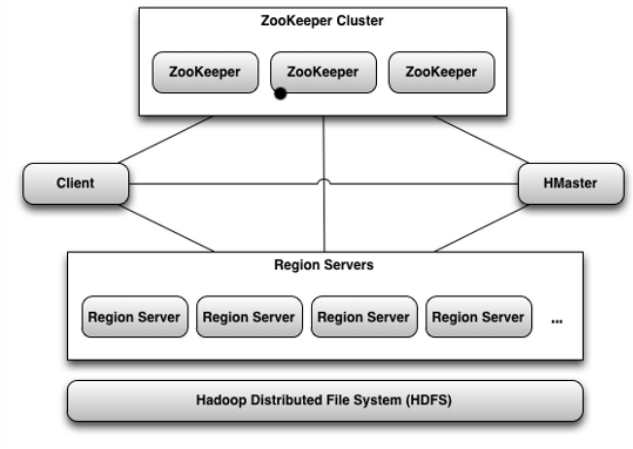 ZooKeeper Cluster
ZooKeeper ZooKeeper ZooKeeper
Client HMaster
Region Servers
Region Server Region Server Region Server Region Server ...
Hadoop Distributed File System (HDFS)